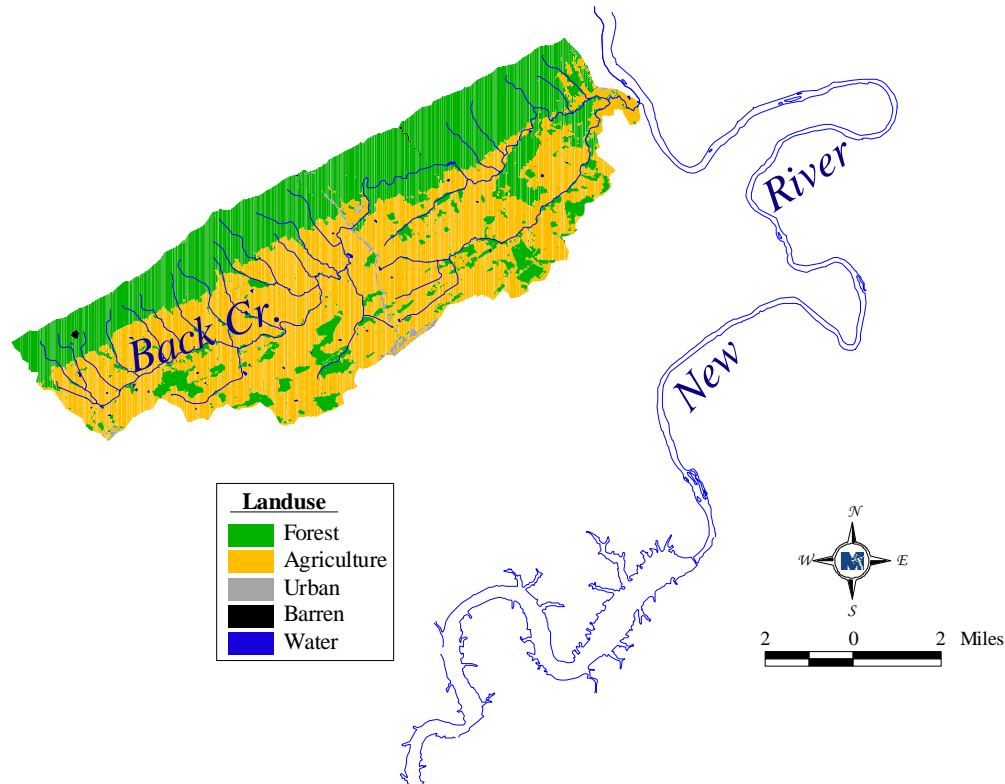 River
Back Cr.
New
Landuse
Forest
Agriculture
Urban
Barren
Water
N
W
M
E
S
2 0 2 Miles